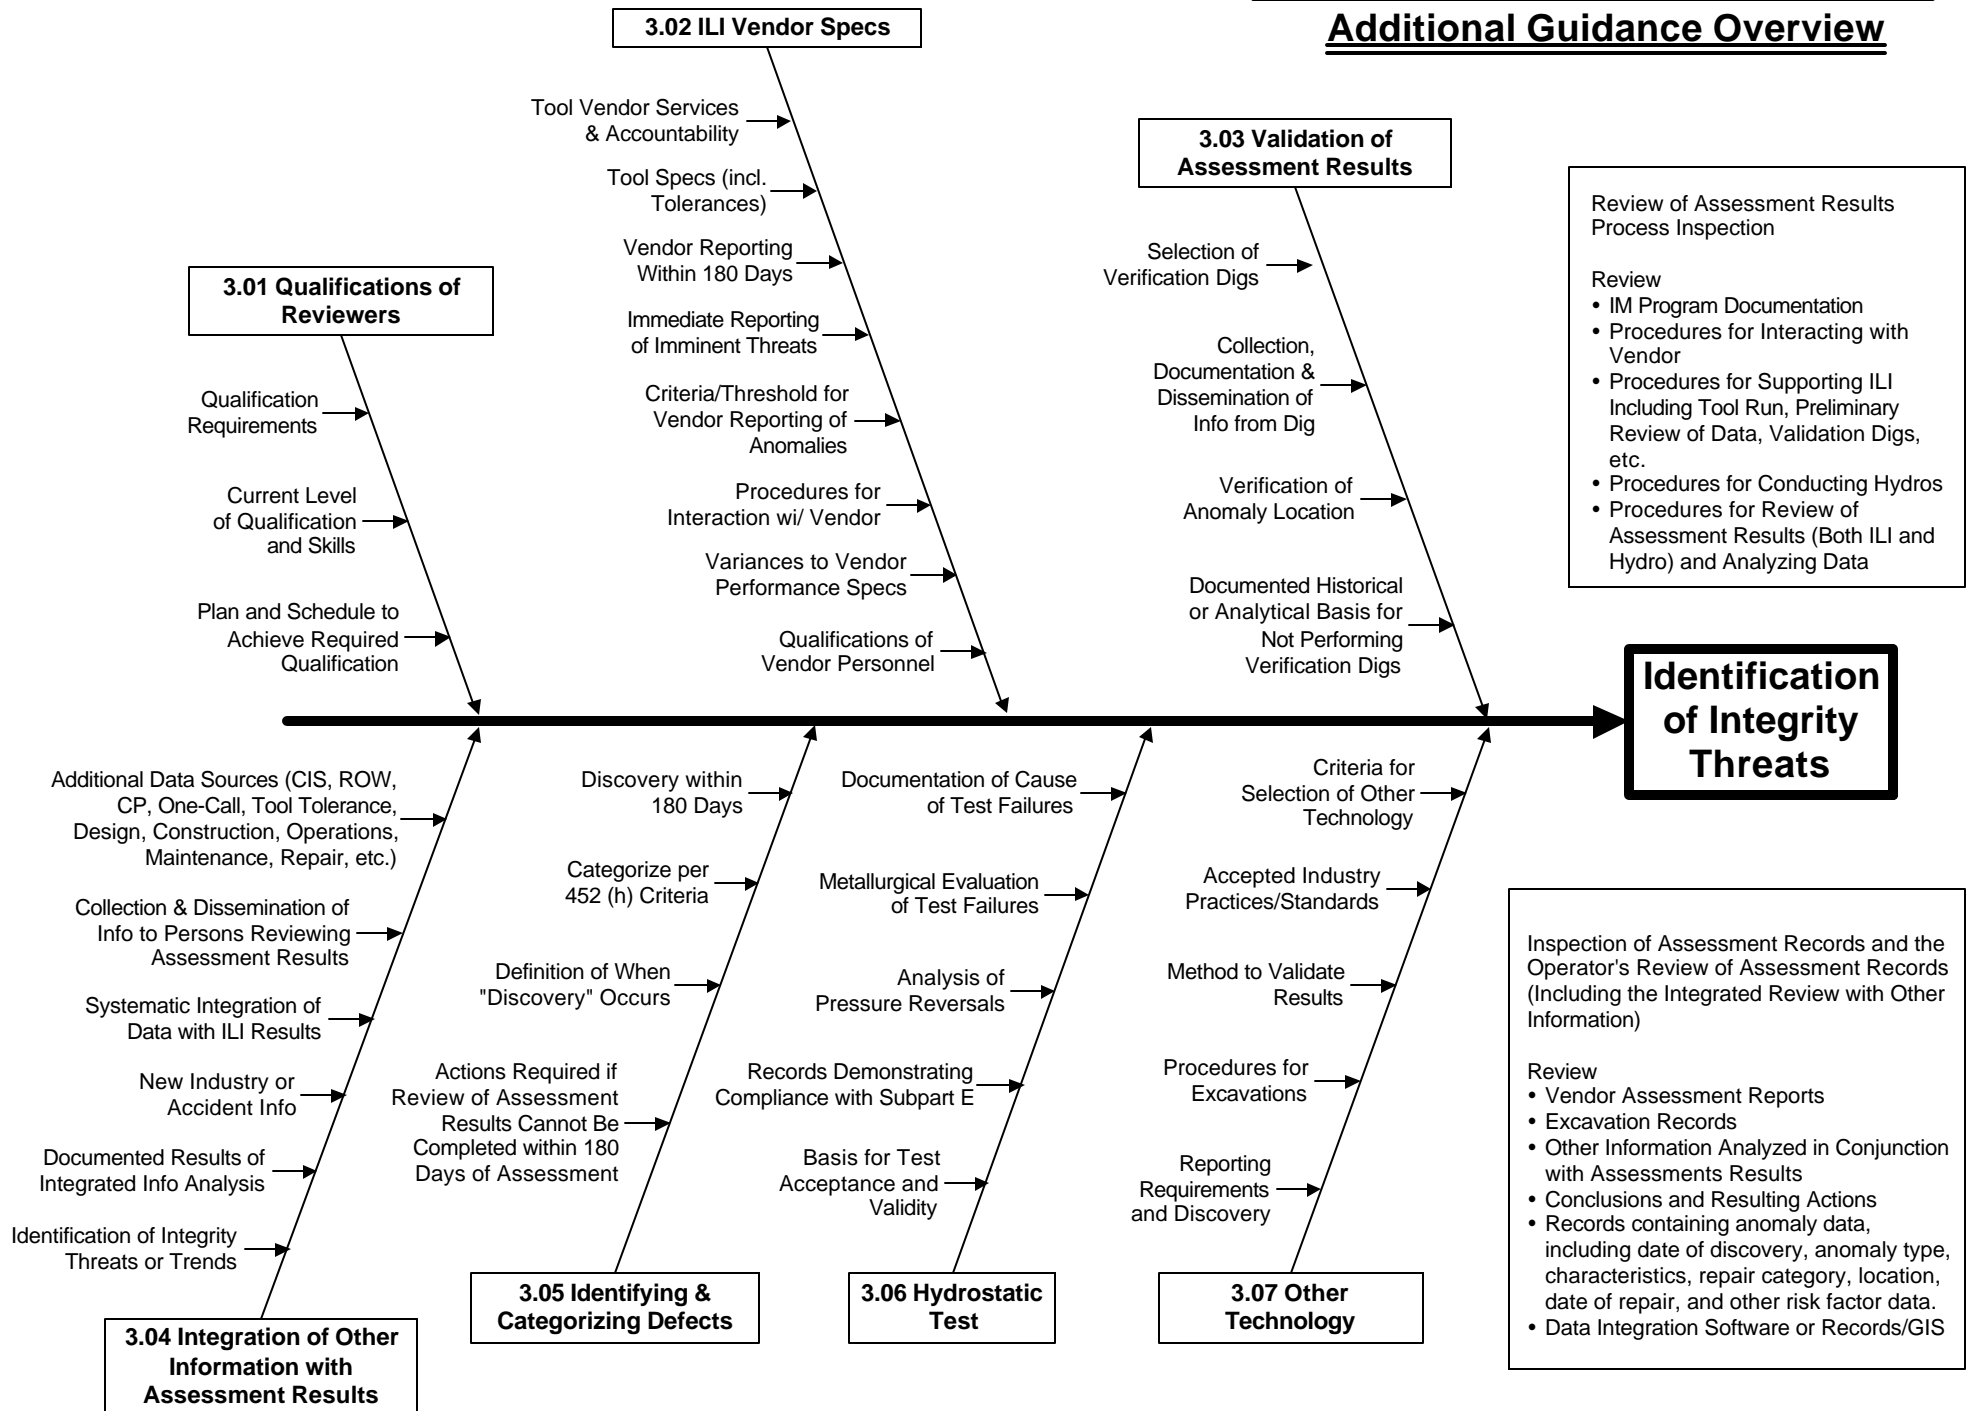 Additional Guidance Overview
3.02 ILI Vendor Specs
Tool Vendor Services
& Accountability
Tool Specs (incl.
Tolerances)
Vendor Reporting
Within 180 Days
Immediate Reporting
of Imminent Threats
Criteria/Threshold for
Vendor Reporting of
Anomalies
Procedures for
Interaction wi/ Vendor
Variances to Vendor
Performance Specs
Qualifications of
Vendor Personnel
3.01 Qualifications of
Reviewers
Qualification
Requirements
Current Level
of Qualification
and Skills
Plan and Schedule to
Achieve Required
Qualification
3.03 Validation of
Assessment Results
Selection of
Verification Digs
Collection,
Documentation &
Dissemination of
Info from Dig
Verification of
Anomaly Location
Documented Historical
or Analytical Basis for
Not Performing
Verification Digs
Review of Assessment Results
Process Inspection
Review
• IM Program Documentation
• Procedures for Interacting with
Vendor
• Procedures for Supporting ILI
Including Tool Run, Preliminary
Review of Data, Validation Digs,
etc.
• Procedures for Conducting Hydros
• Procedures for Review of
Assessment Results (Both ILI and
Hydro) and Analyzing Data
Identification
of Integrity
Threats
Additional Data Sources (CIS, ROW,
CP, One-Call, Tool Tolerance,
Design, Construction, Operations,
Maintenance, Repair, etc.)
Collection & Dissemination of
Info to Persons Reviewing
Assessment Results
Systematic Integration of
Data with ILI Results
New Industry or
Accident Info
Documented Results of
Integrated Info Analysis
Identification of Integrity
Threats or Trends
3.04 Integration of Other
Information with
Assessment Results
Discovery within
180 Days
Categorize per
452 (h) Criteria
Definition of When
"Discovery" Occurs
Actions Required if
Review of Assessment
Results Cannot Be
Completed within 180
Days of Assessment
3.05 Identifying &
Categorizing Defects
Documentation of Cause
of Test Failures
Metallurgical Evaluation
of Test Failures
Analysis of
Pressure Reversals
Records Demonstrating
Compliance with Subpart E
Basis for Test
Acceptance and
Validity
3.06 Hydrostatic
Test
Criteria for
Selection of Other
Technology
Accepted Industry
Practices/Standards
Method to Validate
Results
Procedures for
Excavations
Reporting
Requirements
and Discovery
3.07 Other
Technology
Inspection of Assessment Records and the
Operator's Review of Assessment Records
(Including the Integrated Review with Other
Information)
Review
• Vendor Assessment Reports
• Excavation Records
• Other Information Analyzed in Conjunction
with Assessments Results
• Conclusions and Resulting Actions
• Records containing anomaly data,
including date of discovery, anomaly type,
characteristics, repair category, location,
date of repair, and other risk factor data.
• Data Integration Software or Records/GIS